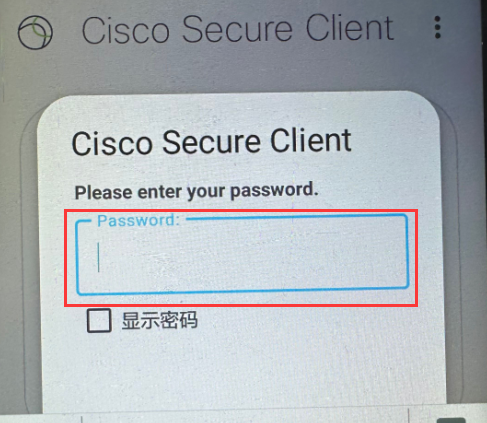 Cisco Secure Client
Cisco Secure Client
Please enter your password.
Password:
显示密码